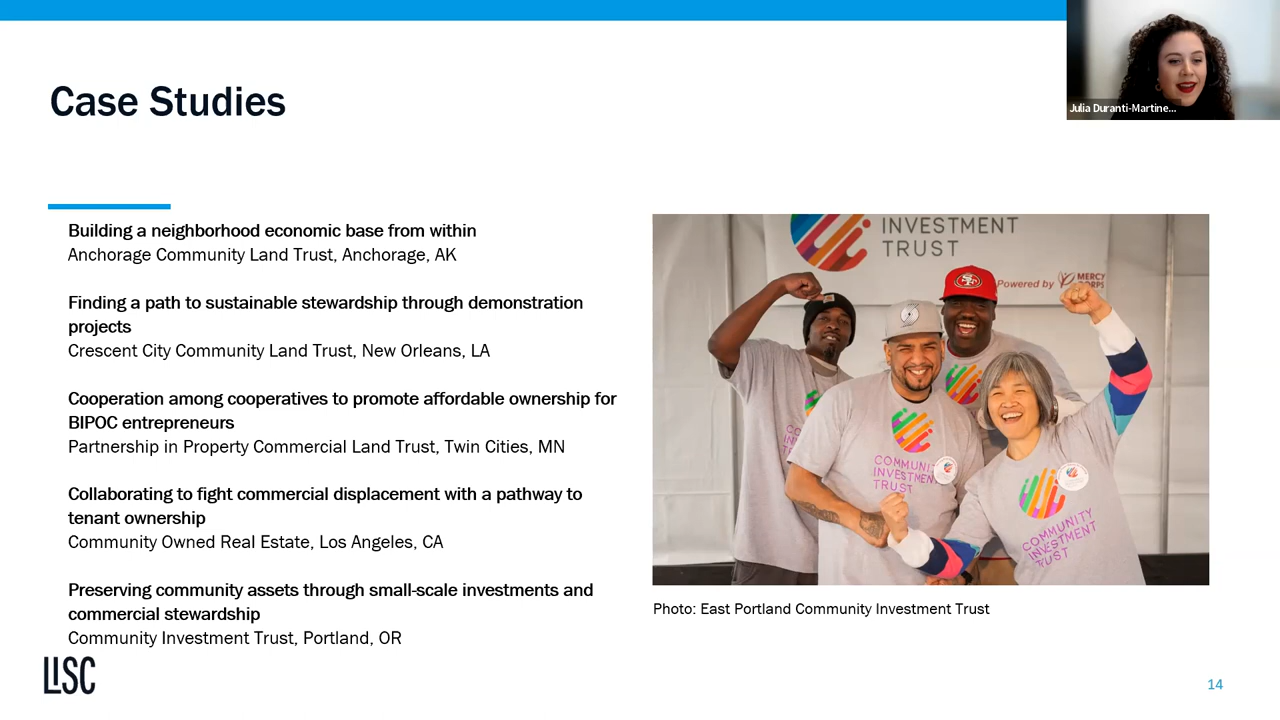 Julia Duranti-Martine...
Case Studies
Building a neighborhood economic base from within
Anchorage Community Land Trust, Anchorage, AK
Finding a path to sustainable stewardship through demonstration
projects
Crescent City Community Land Trust, New Orleans, LA
Cooperation among cooperatives to promote affordable ownership for
BIPOC entrepreneurs
Partnership in Property Commercial Land Trust, Twin Cities, MN
Collaborating to fight commercial displacement with a pathway to
tenant ownership
Community Owned Real Estate, Los Angeles, CA
Preserving community assets through small-scale investments and
commercial stewardship
Community Investment Trust, Portland, OR
INVESTMENT
TRUST
Powered by
MERCY
CORPS
SF
COMMUNI
INVESTMEN
TRUST
COMMUNITY
INVESTMENT
TRUST
Photo: East Portland Community Investment Trust
LISC
14